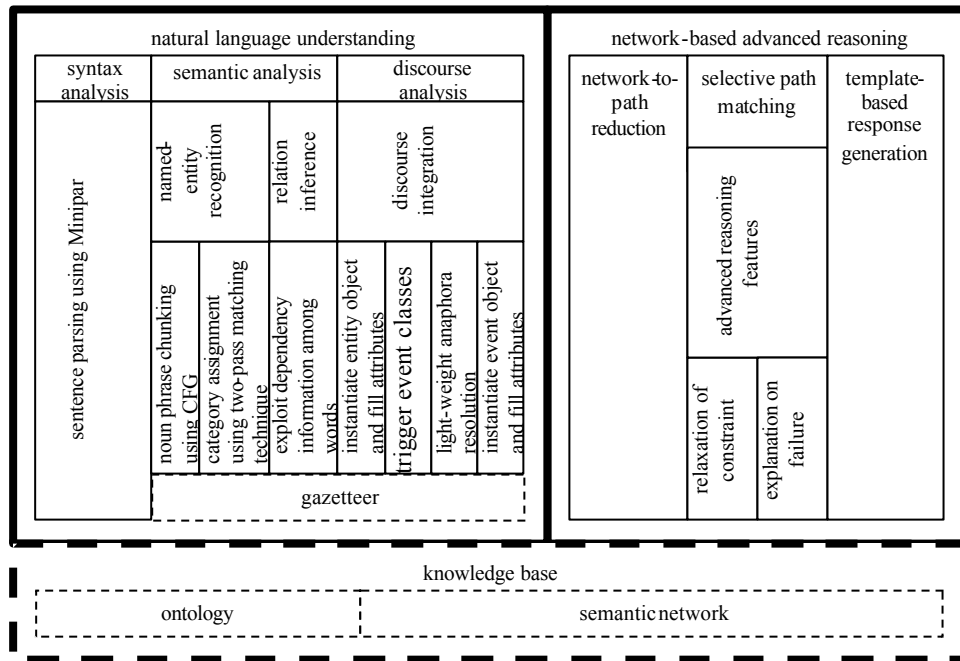 natural language understanding
network-based advanced reasoning
syntax
analysis
semantic analysis
discourse
analysis
network-to-
path
reduction
selective path
matching
template-
based
response
generation
sentence parsing using Minipar
named-
entity
recognition
relation
inference
discourse
integration
advanced reasoning
features
noun phrase chunking
using CFG
category assignment
using two-pass matching
technique
exploit dependency
information among
words
instantiate entity object
and fill attributes
trigger event classes
light-weight anaphora
resolution
instantiate event object
and fill attributes
relaxation of
constraint
explanation on
failure
gazetteer
knowledge base
ontology
semantic network